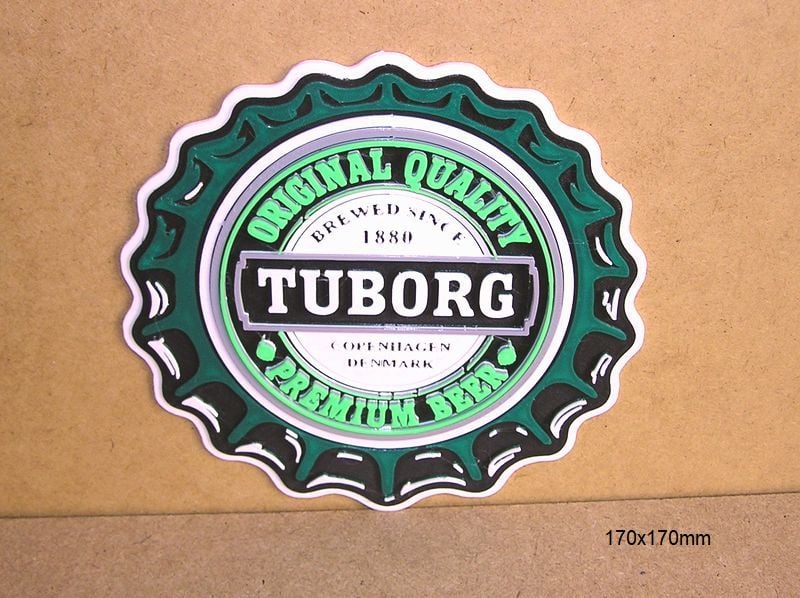 ORIGINAL QUALITY
BREWED SINCE
1880
TUBORG
COPENHAGEN
DENMARK
PREMIUM BEER
170x170mm